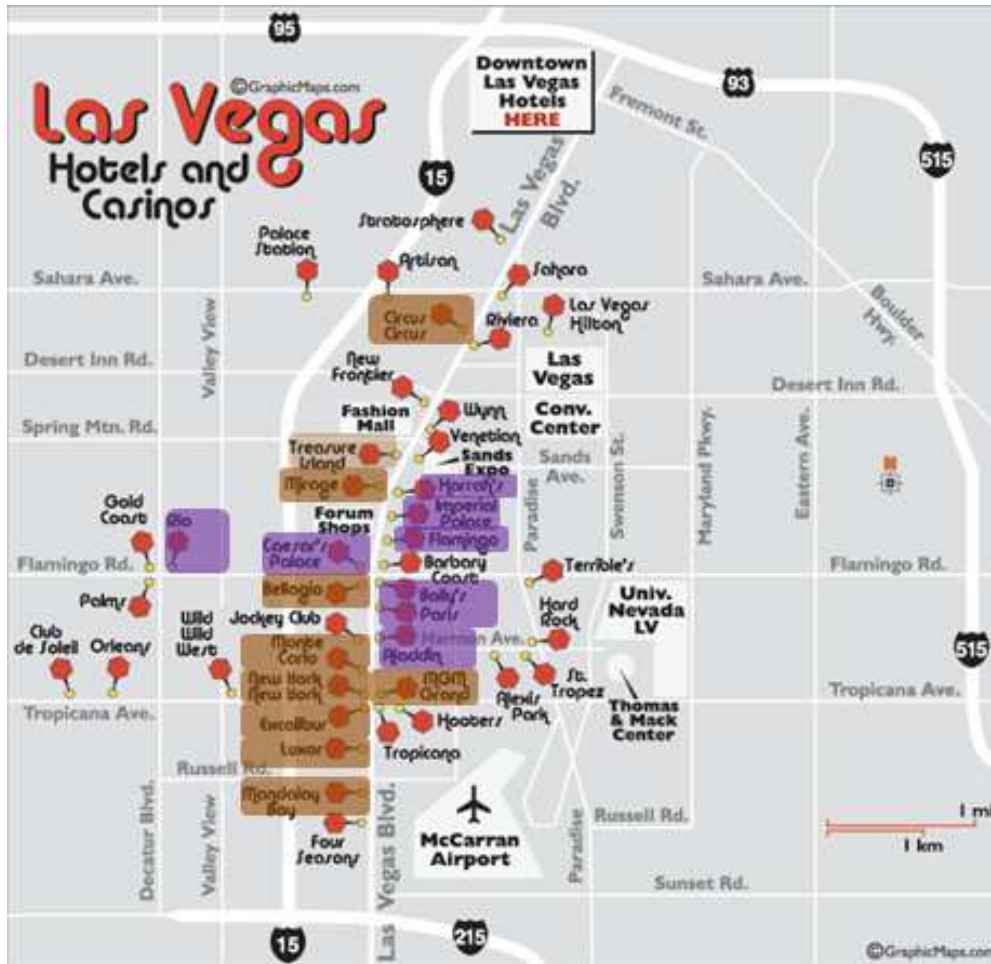 95
©GraphicMaps.com
Las Vegas
Hotels and
Casinos
Downtown
Las Vegas
Hotels
HERE
93
Fremont St.
515
15
Las Vegas
Blvd.
Stratosphere
Palace
Station
Artisan
Sahara
Sahara Ave.
Sahara Ave.
Boulder
Hwy.
Circus
Circus
Riviera
Las Vegas
Hilton
Valley View
Desert Inn Rd.
New
Frontier
Las
Vegas
Conv.
Center
Desert Inn Rd.
Fashion
Mall
Wynn
Spring Mtn. Rd.
Venetian
Sands
Expo
Sands
Ave.
Swenson St.
Maryland Pkwy.
Eastern Ave.
Treasure
Island
Mirage
Harrah's
Paradise
Forum
Shops
Imperial
Palace
Gold
Coast
Rio
Caesar's
Palace
Flamingo
Flamingo Rd.
Barbary
Coast
Terrible's
Flamingo Rd.
Palms
Bellagio
Bally's
Paris
Univ.
Nevada
LV
Jockey Club
Hard
Rock
Harmon Ave.
Aladdin
515
Club
de Soleil
Orleans
Wild
Wild
West
Monte
Carlo
New York
New York
MGM
Grand
Alexis
Park
St.
Tropez
Tropicana Ave.
Tropicana Ave.
Excalibur
Hooters
Tropicana
Thomas
& Mack
Center
Luxor
Russell Rd.
Mandalay
Bay
Four
Seasons
Decatur Blvd.
Valley View
Las Vegas Blvd.
McCarran
Airport
Paradise
Russell Rd.
1 mi
1 km
Sunset Rd.
15
215
©GraphicMaps.com